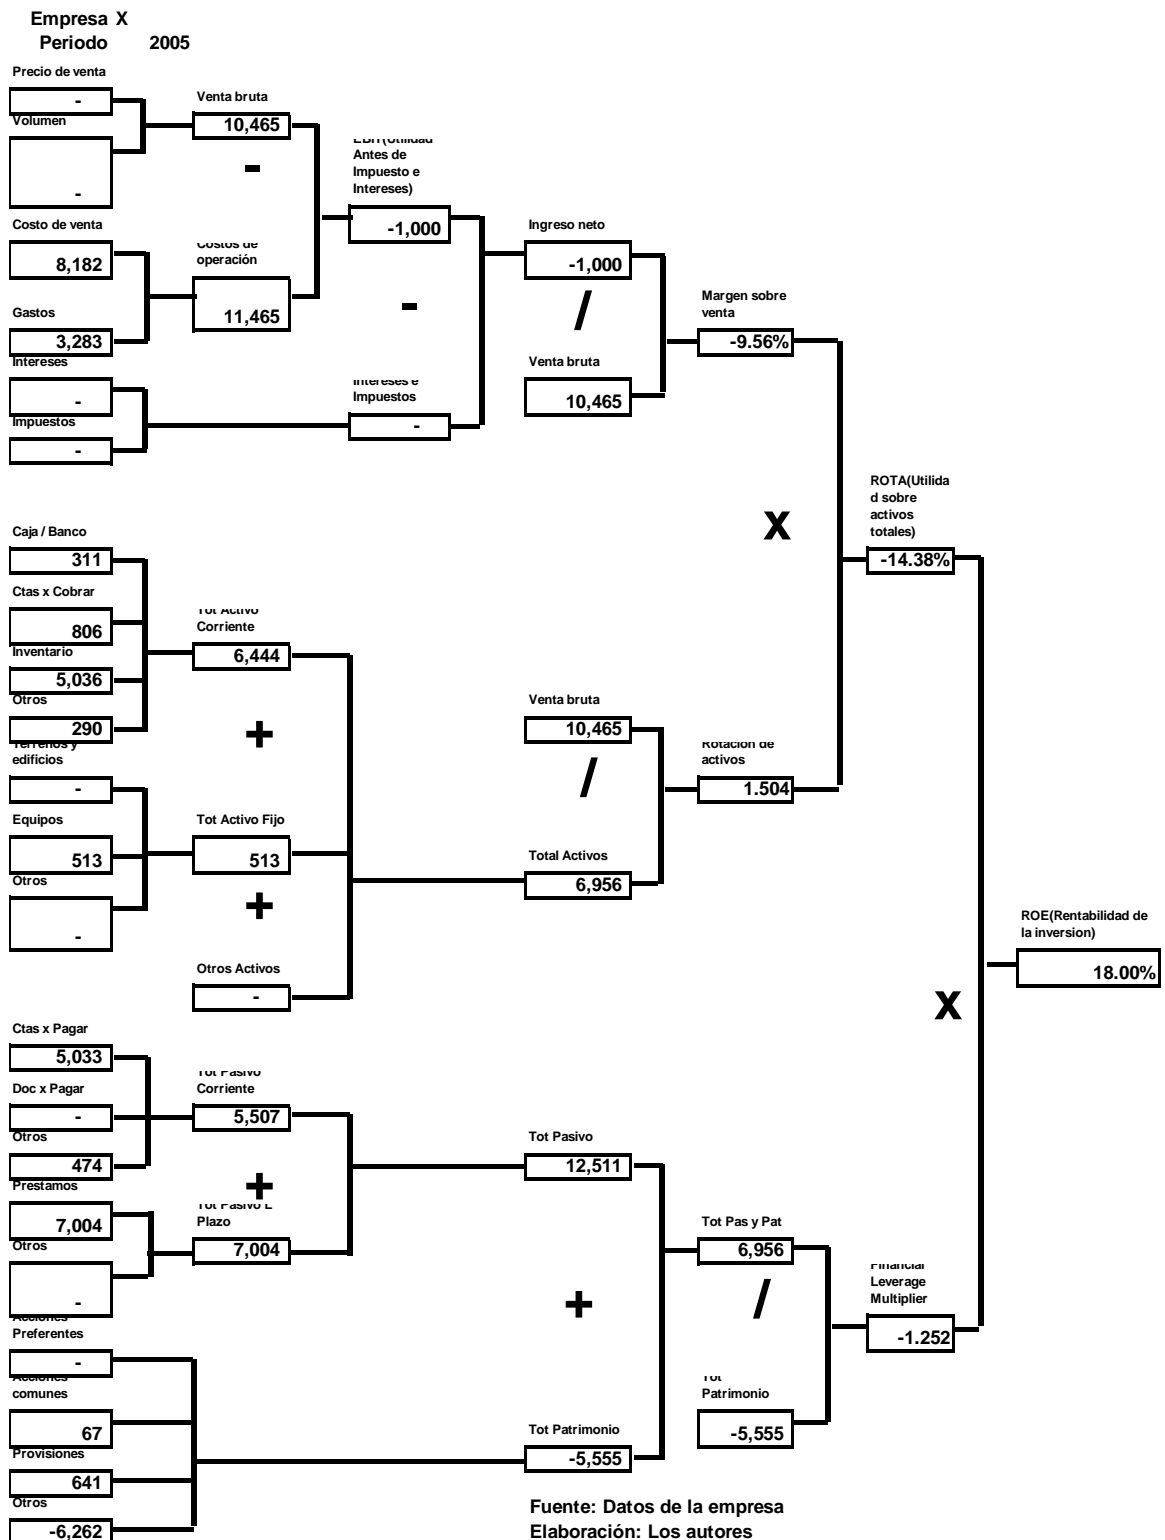 Empresa X
Periodo 2005
Precio de venta
-
Volumen
-
Venta bruta
10,465
-
Costo de venta
8,182
Gastos
3,283
Costos de
operación
11,465
EBIT(Utilidad
Antes de
Impuesto e
Intereses)
-1,000
-
Intereses
-
Impuestos
-
Intereses e
Impuestos
-
Ingreso neto
-1,000
/
Venta bruta
10,465
Margen sobre
venta
-9.56%
X
ROTA(Utilida
d sobre
activos
totales)
-14.38%
Caja / Banco
311
Ctas x Cobrar
806
Inventario
5,036
Otros
290
Tot Activo
Corriente
6,444
+
Terrenos y
edificios
-
Equipos
513
Otros
-
Tot Activo Fijo
513
+
Otros Activos
-
Venta bruta
10,465
/
Total Activos
6,956
Rotación de
activos
1.504
ROE(Rentabilidad de
la inversion)
18.00%
X
Ctas x Pagar
5,033
Doc x Pagar
-
Otros
474
Tot Pasivo
Corriente
5,507
+
Prestamos
7,004
Otros
-
Tot Pasivo L
Plazo
7,004
Tot Pasivo
12,511
+
Acciones
Preferentes
-
Acciones
comunes
67
Provisiones
641
Otros
-6,262
Tot Patrimonio
-5,555
Tot Pas y Pat
6,956
/
Tot
Patrimonio
-5,555
Financial
Leverage
Multiplier
-1.252
Fuente: Datos de la empresa
Elaboración: Los autores